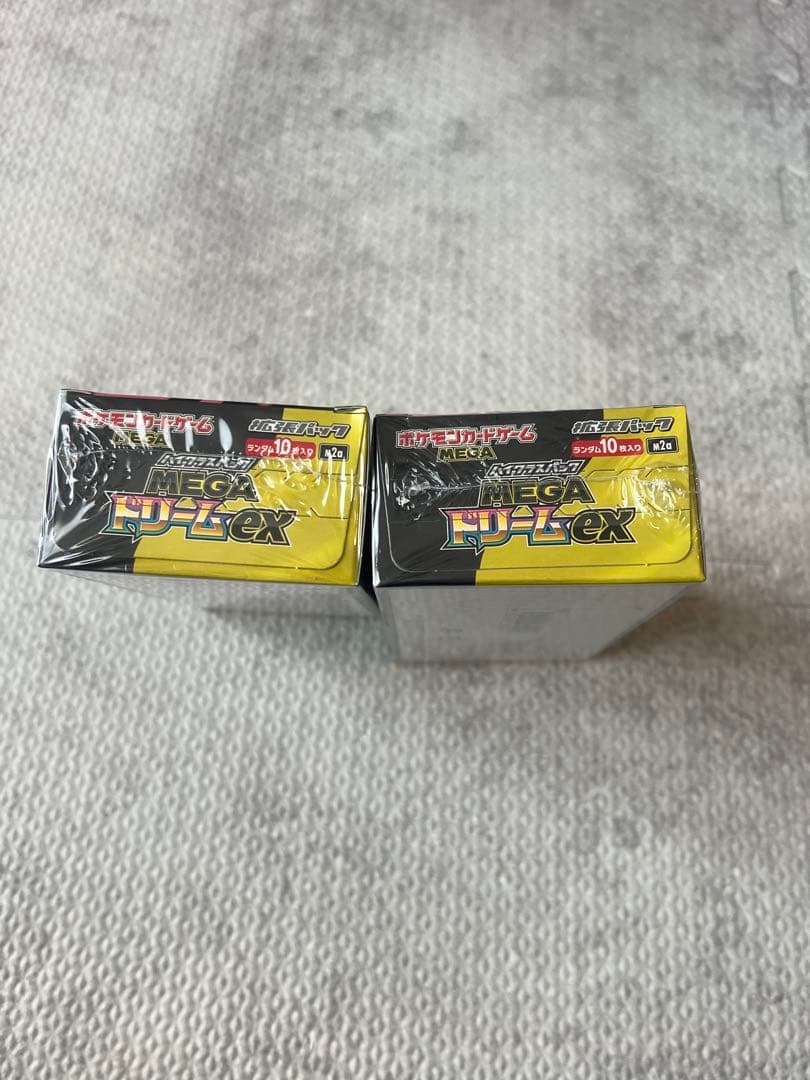 ポケモンカードゲーム
MEGA
拡張パック
ランダム10枚入り
M2a
ハイクラスパック
MEGA
ドリームex
ポケモンカードゲーム
MEGA
拡張パック
ランダム10枚入り
M2a
ハイクラスパック
MEGA
ドリームex